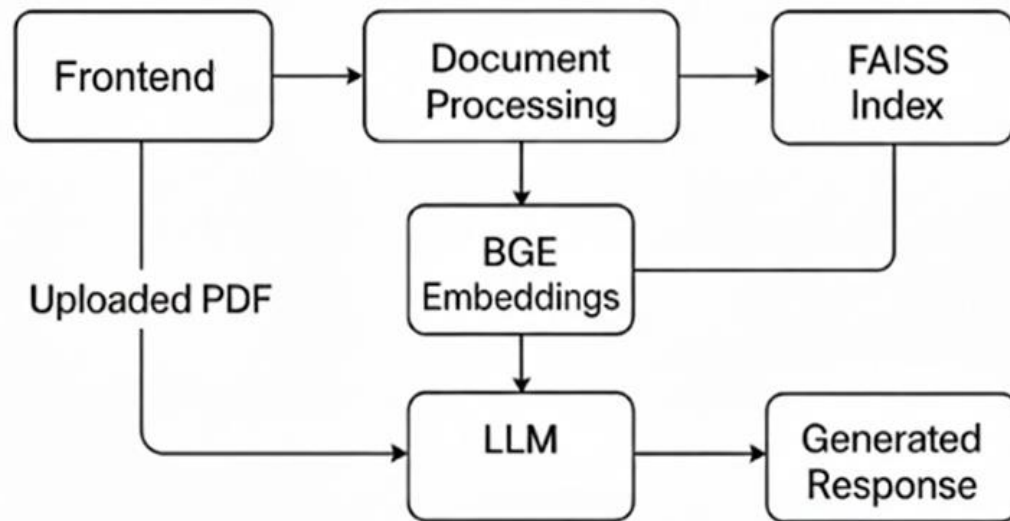 Frontend
Document
Processing
FAISS
Index
BGE
Embeddings
Uploaded PDF
LLM
Generated
Response